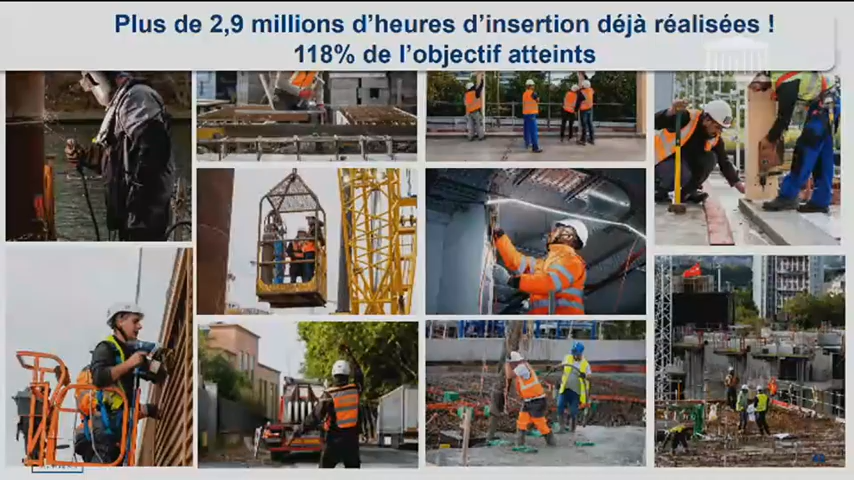 Plus de 2,9 millions d’heures d’insertion déjà réalisées !
118% de l’objectif atteints